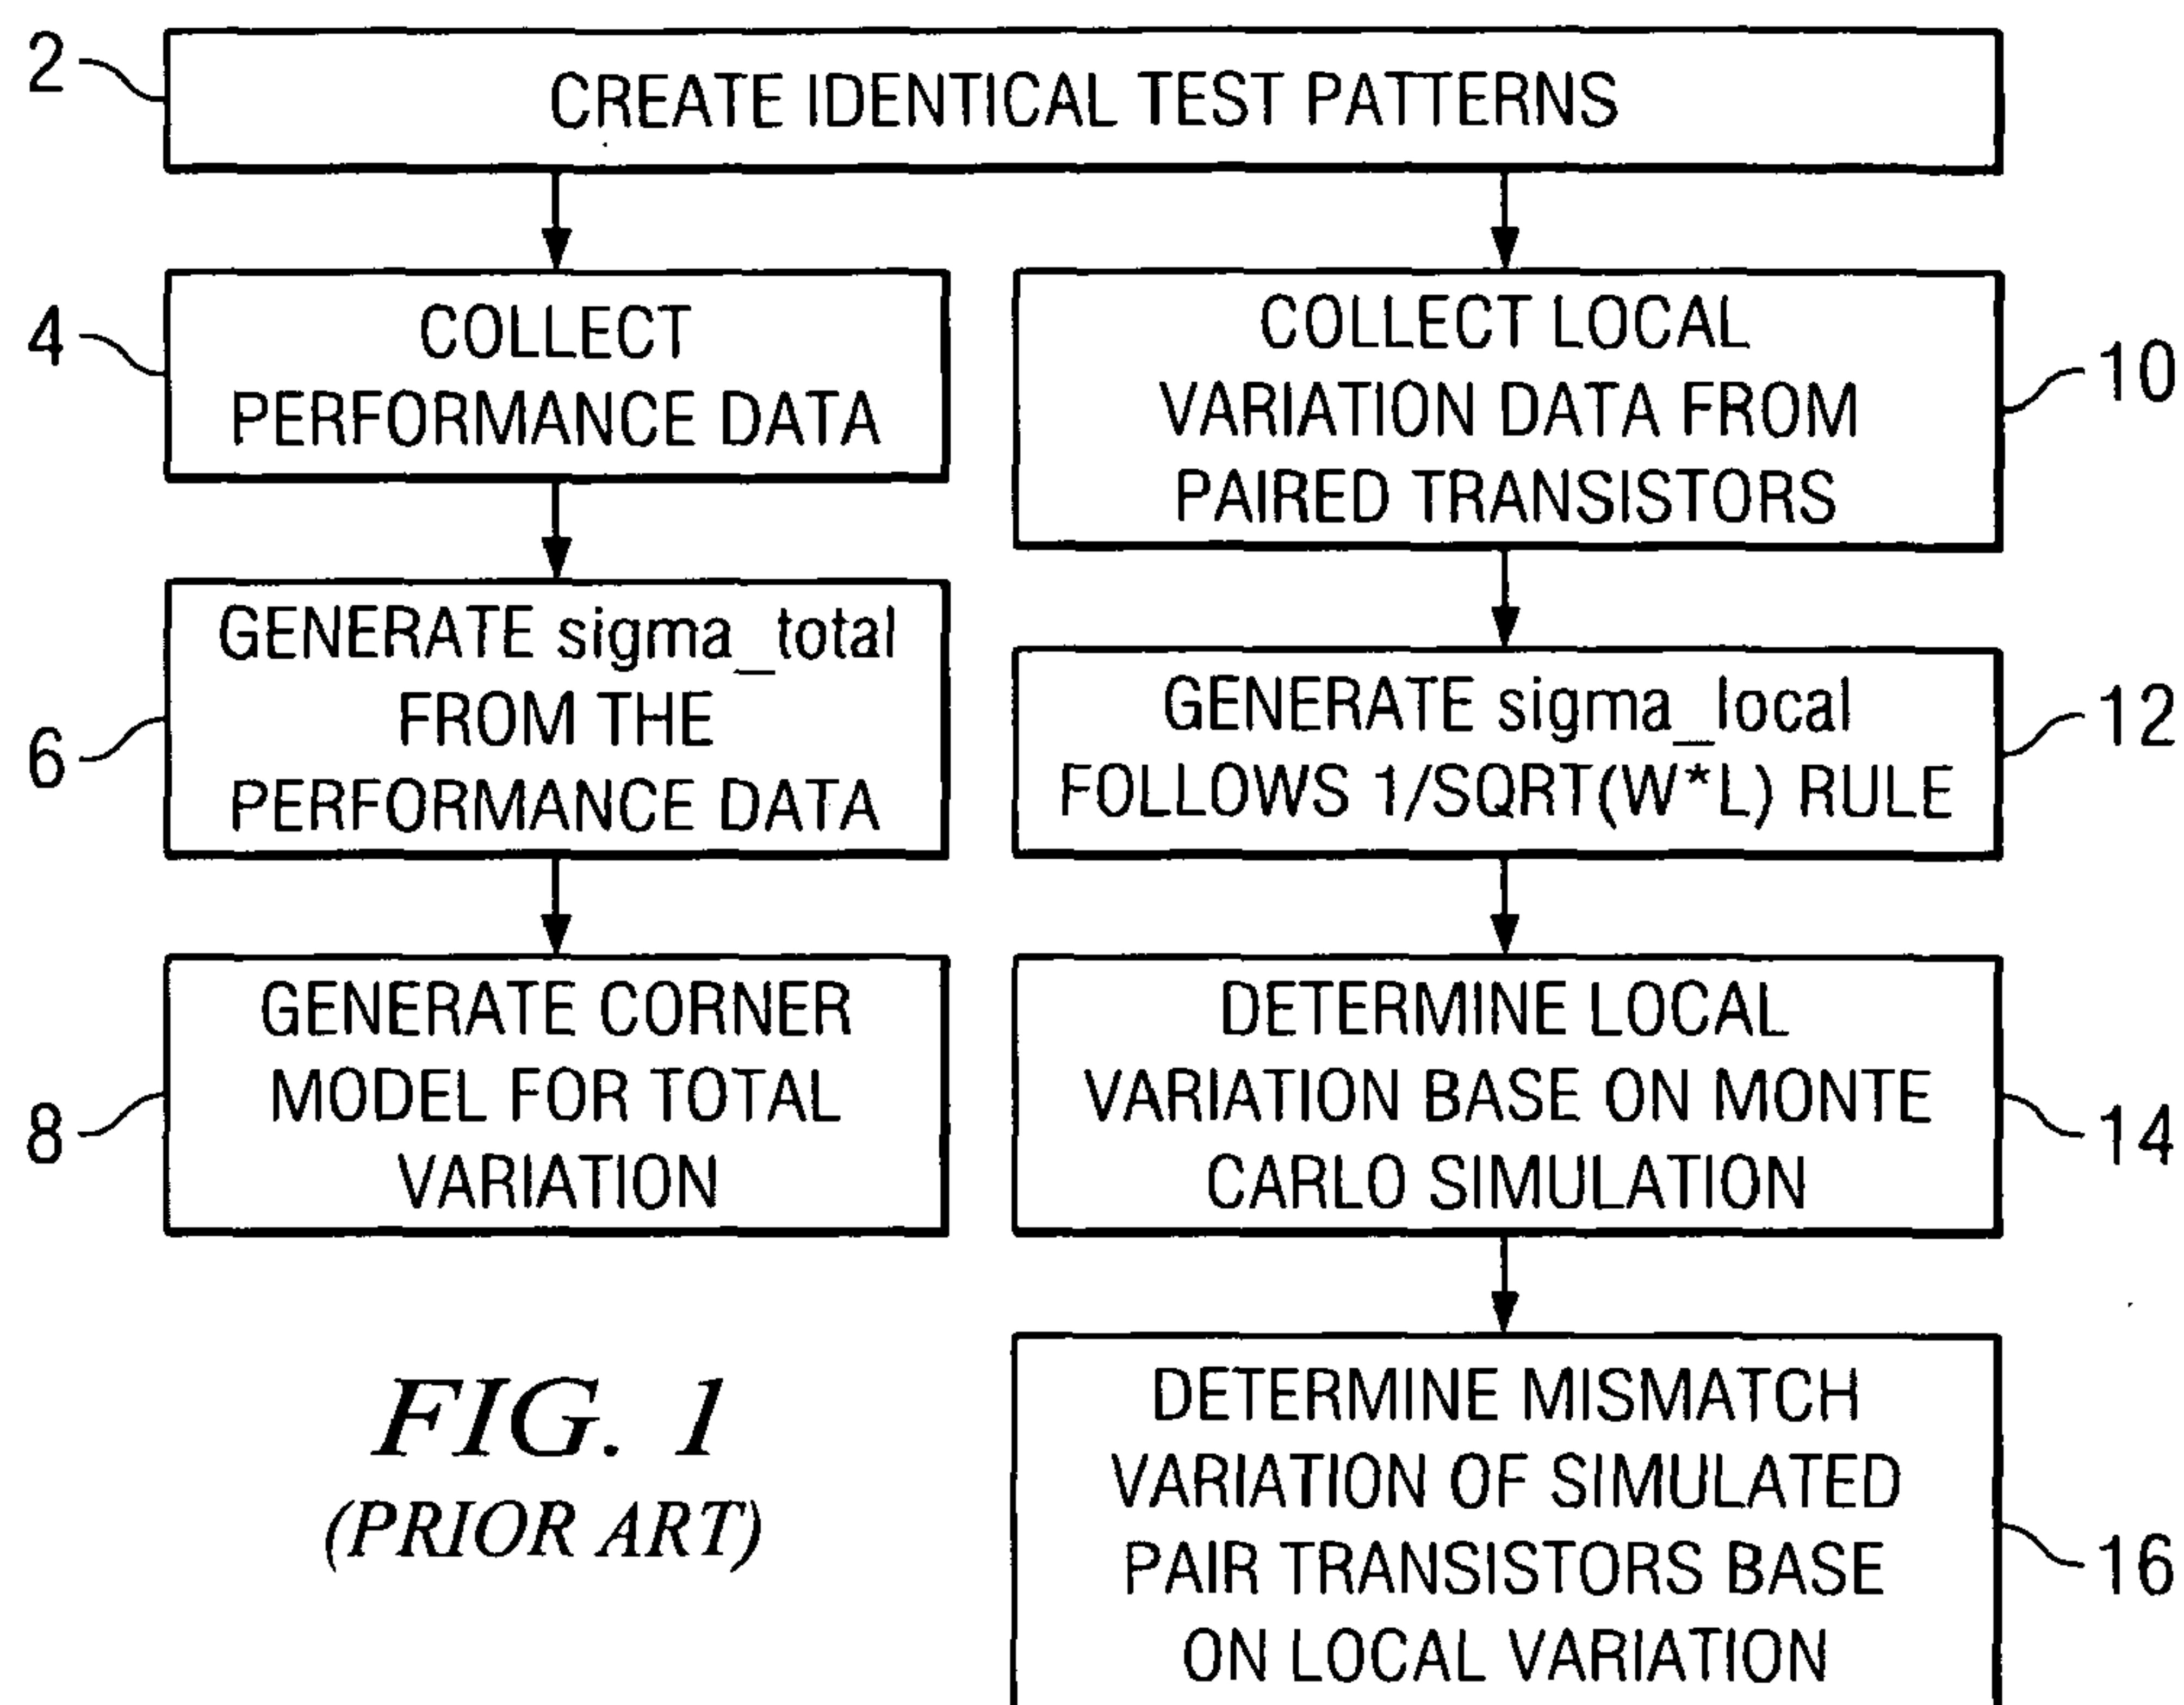 2
CREATE IDENTICAL TEST PATTERNS
4
COLLECT
PERFORMANCE DATA
6
GENERATE sigma_total
FROM THE
PERFORMANCE DATA
8
GENERATE CORNER
MODEL FOR TOTAL
VARIATION
COLLECT LOCAL
VARIATION DATA FROM
PAIRED TRANSISTORS
10
GENERATE sigma_local
FOLLOWS 1/SQRT(W*L) RULE
12
DETERMINE LOCAL
VARIATION BASE ON MONTE
CARLO SIMULATION
14
DETERMINE MISMATCH
VARIATION OF SIMULATED
PAIR TRANSISTORS BASE
ON LOCAL VARIATION
16
FIG. 1
(PRIOR ART)